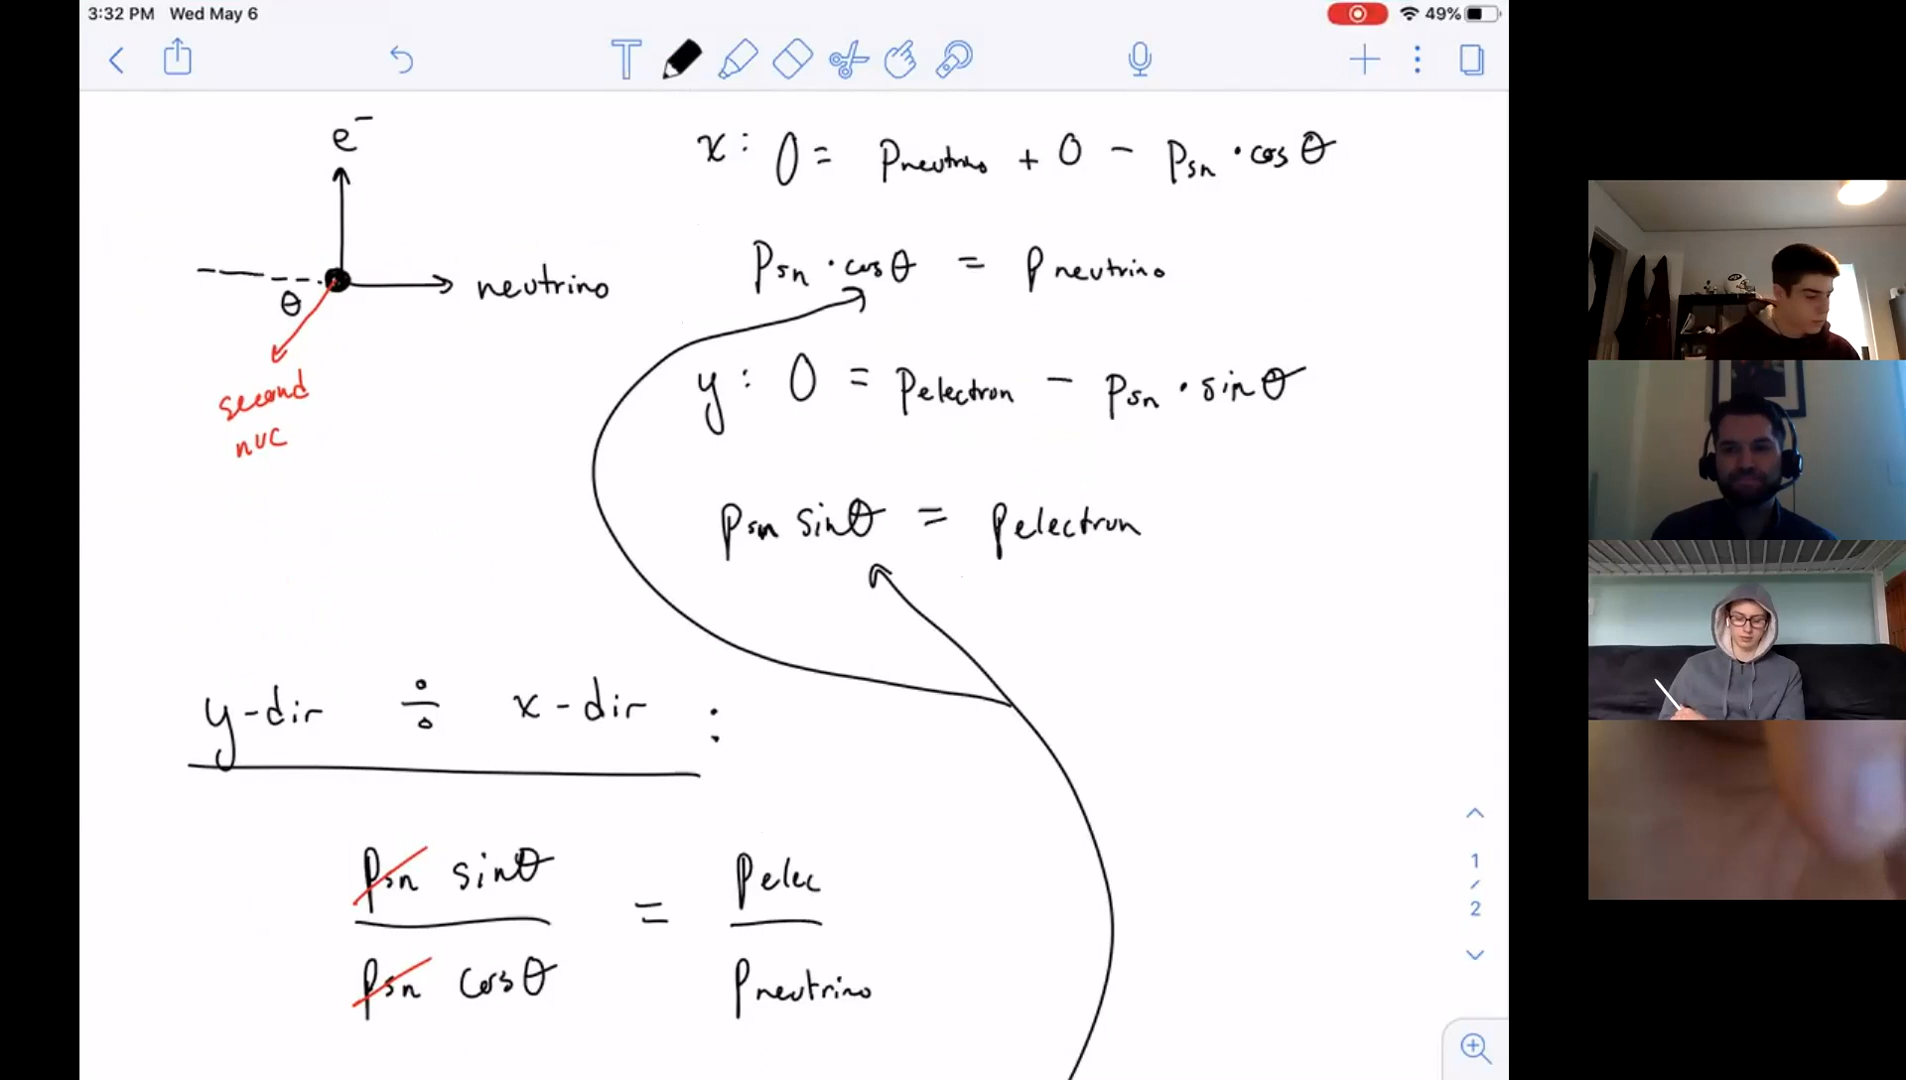 3:32 PM Wed May 6
49%
T
e⁻
θ
neutrino
second
nuc
x: 0 = Pneutrino + 0 - Psn · cos θ
Psn · cos θ = Pneutrino
y: 0 = Pelectron - Psn · sin θ
Psn sin θ = Pelectron
y-dir ÷ x-dir :
Psn sin θ = Pelec
Psn cos θ Pneutrino
1
/
2